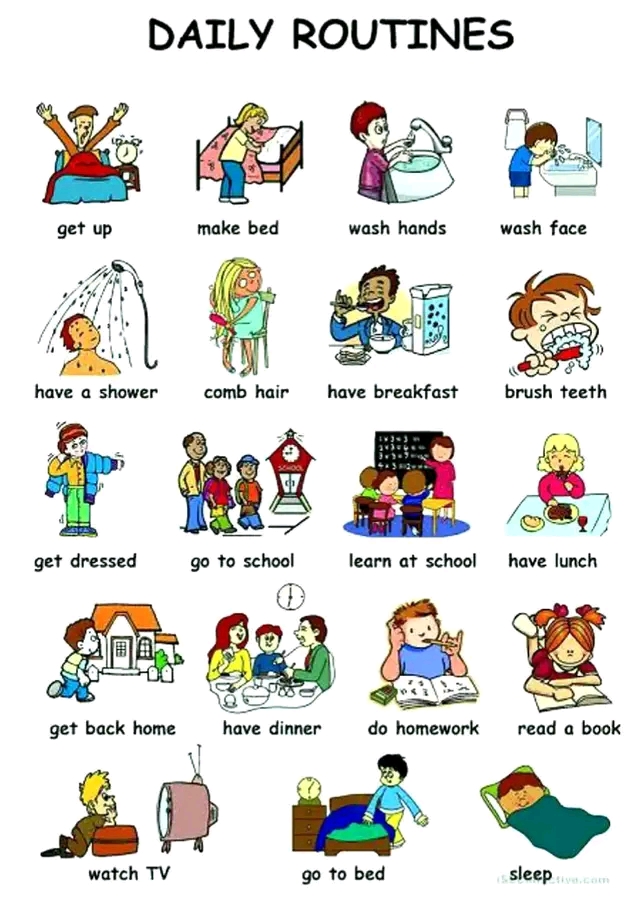 DAILY ROUTINES
get up make bed wash hands wash face
have a shower comb hair have breakfast brush teeth
SCHOOL
get dressed go to school learn at school have lunch
get back home have dinner do homework read a book
watch TV go to bed sleep